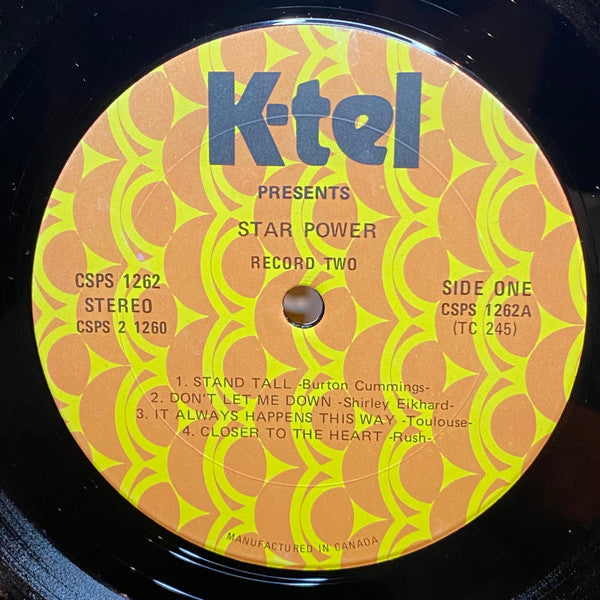 K-tel
PRESENTS
STAR POWER
RECORD TWO
CSPS 1262
STEREO
CSPS 2 1260
SIDE ONE
CSPS 1262A
(TC 245)
1. STAND TALL -Burton Cummings-
2. DON'T LET ME DOWN -Shirley Eikhard-
3. IT ALWAYS HAPPENS THIS WAY -Toulouse-
4. CLOSER TO THE HEART -Rush-
MANUFACTURED IN CANADA